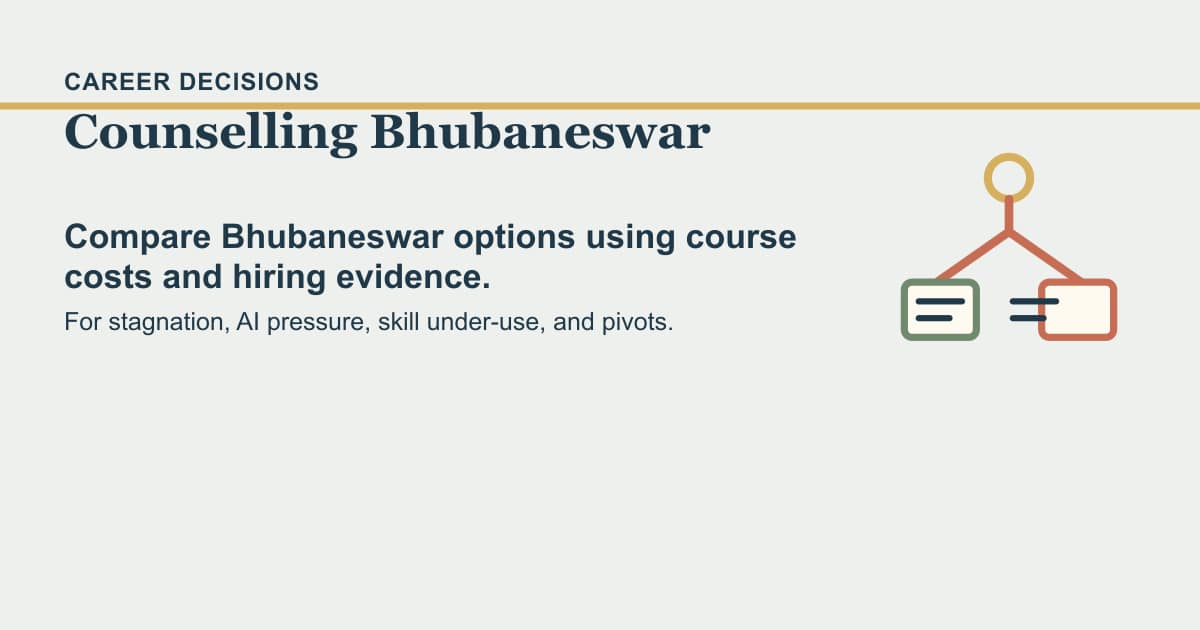 CAREER DECISIONS
Counselling Bhubaneswar
Compare Bhubaneswar options using course
costs and hiring evidence.
For stagnation, AI pressure, skill under-use, and pivots.